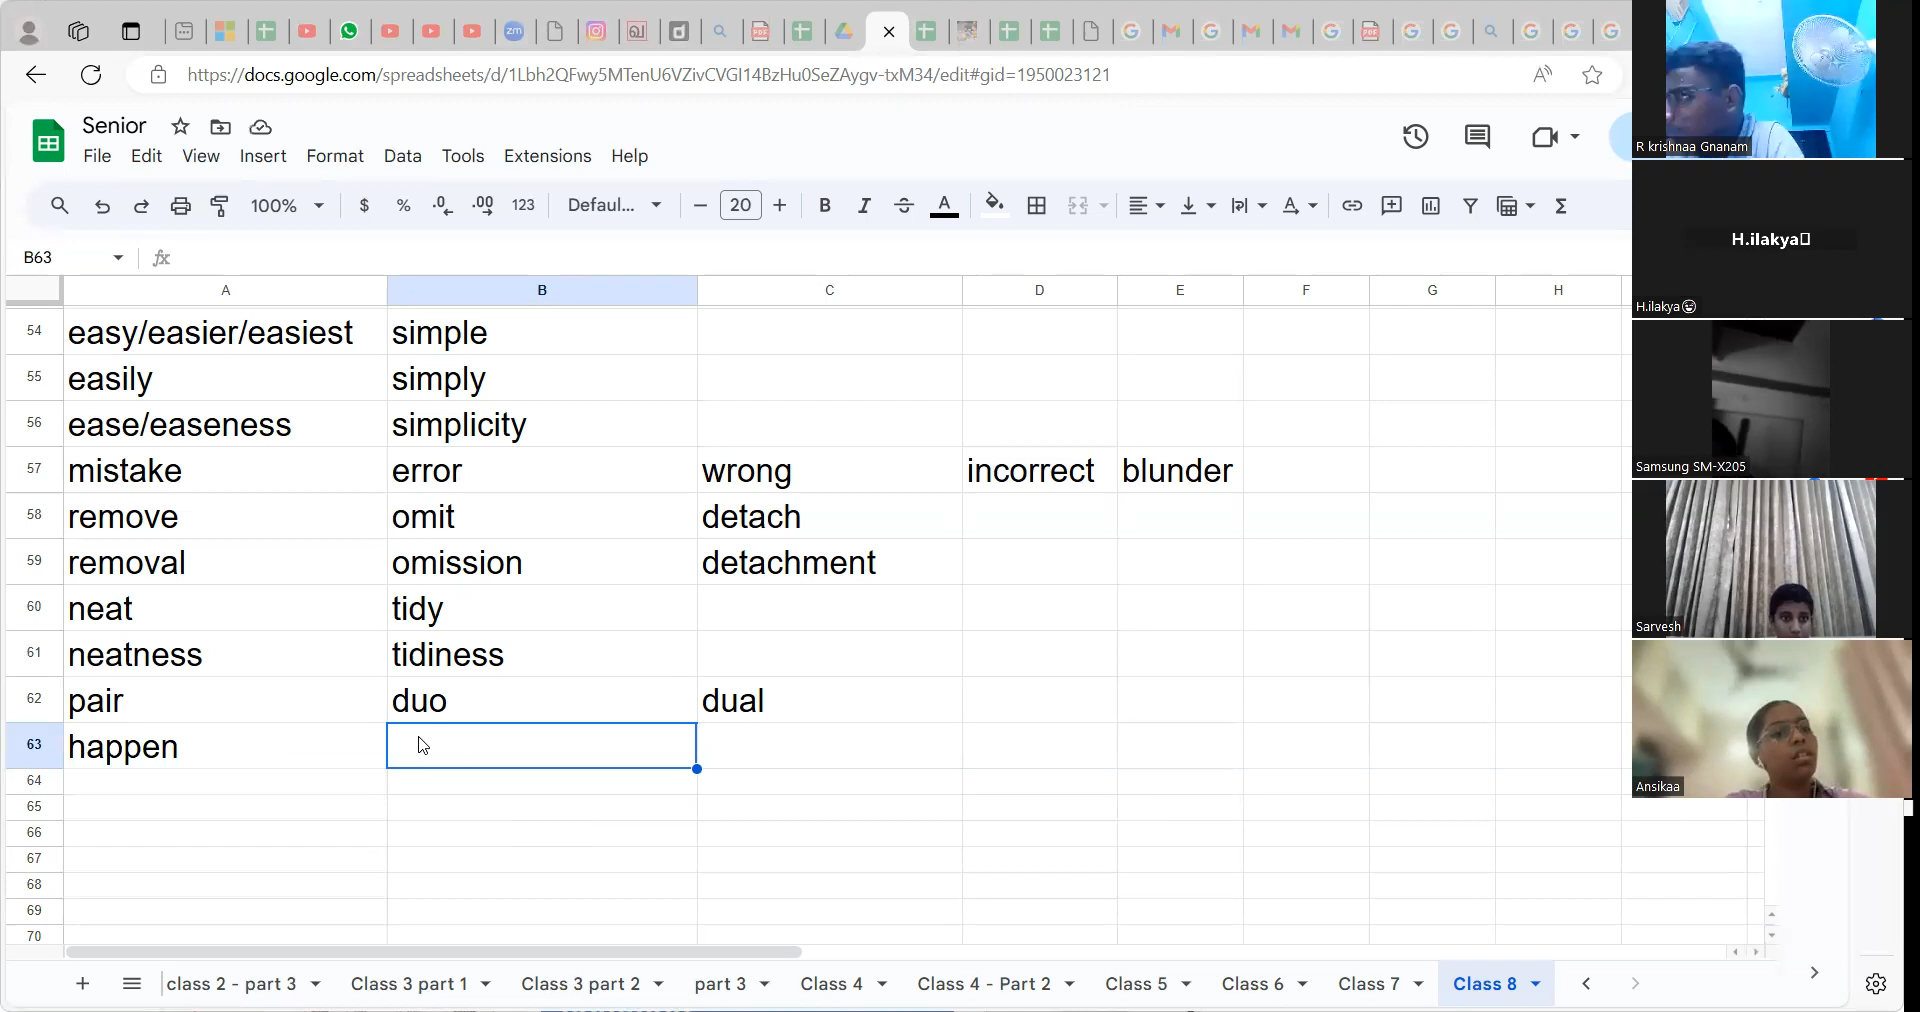 https://docs.google.com/spreadsheets/d/1Lbh2QFwy5MTenU6VZivCVGI14BzHu0SeZAygv-txM34/edit#gid=1950023121
Senior
File Edit View Insert Format Data Tools Extensions Help
100% $ % .0 .00 123 Defaul... 20 B I A
B63 fx
A B C D E F G H
54 easy/easier/easiest simple
55 easily simply
56 ease/easeness simplicity
57 mistake error wrong incorrect blunder
58 remove omit detach
59 removal omission detachment
60 neat tidy
61 neatness tidiness
62 pair duo dual
63 happen
64
65
66
67
68
69
70
class 2 - part 3 Class 3 part 1 Class 3 part 2 part 3 Class 4 Class 4 - Part 2 Class 5 Class 6 Class 7 Class 8
R krishnaa Gnanam
H.ilakya
H.ilakya😄
Samsung SM-X205
Sarvesh
Ansikaa